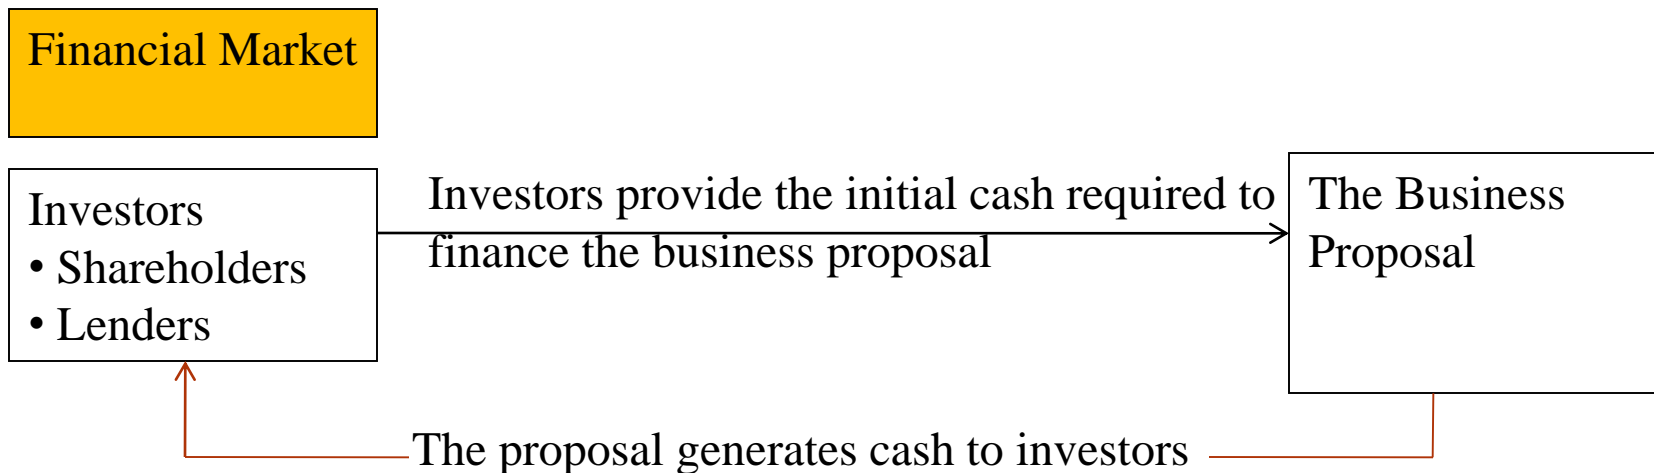 Financial Market
Investors
• Shareholders
• Lenders
Investors provide the initial cash required to
finance the business proposal
The Business
Proposal
The proposal generates cash to investors